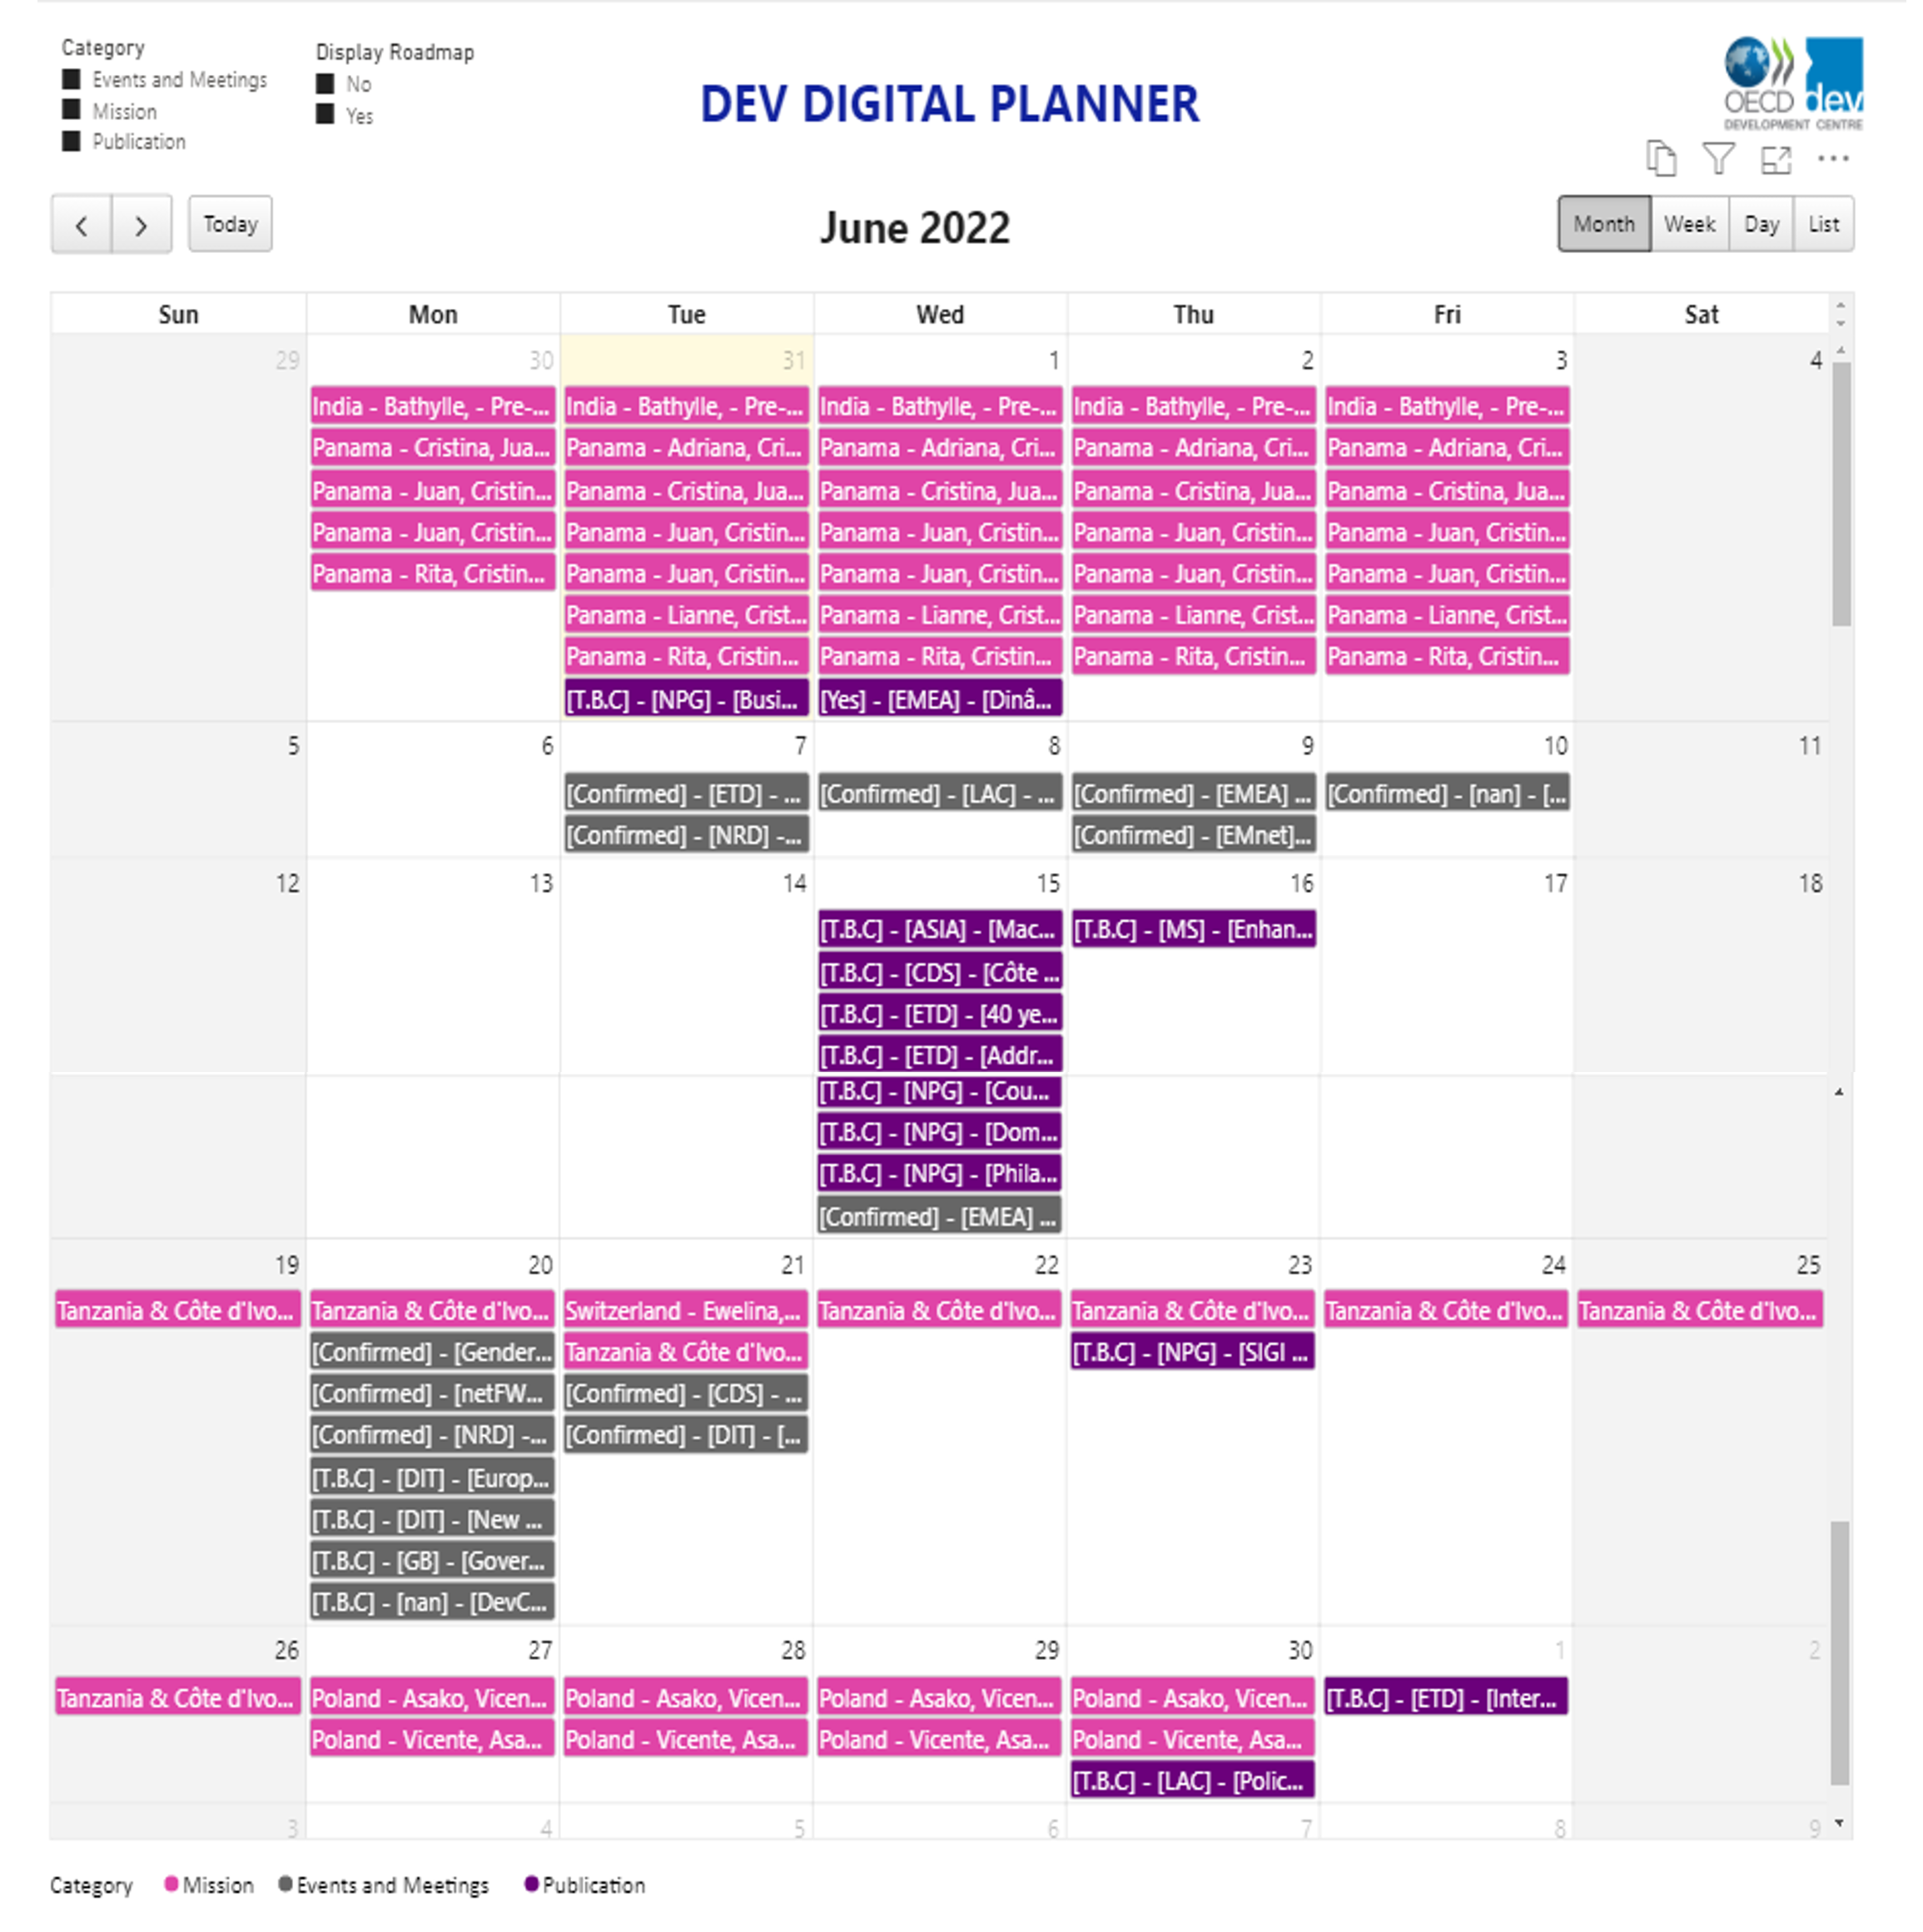 Category
Events and Meetings
Mission
Publication
Display Roadmap
No
Yes
DEV DIGITAL PLANNER
OECD dev
DEVELOPMENT CENTRE
Today
June 2022
Month Week Day List
Sun Mon Tue Wed Thu Fri Sat
29 30 31 1 2 3 4
India - Bathylle, - Pre-... India - Bathylle, - Pre-... India - Bathylle, - Pre-... India - Bathylle, - Pre-... India - Bathylle, - Pre-...
Panama - Cristina, Jua... Panama - Adriana, Cri... Panama - Adriana, Cri... Panama - Adriana, Cri... Panama - Adriana, Cri...
Panama - Juan, Cristin... Panama - Cristina, Jua... Panama - Cristina, Jua... Panama - Cristina, Jua... Panama - Cristina, Jua...
Panama - Juan, Cristin... Panama - Juan, Cristin... Panama - Juan, Cristin... Panama - Juan, Cristin... Panama - Juan, Cristin...
Panama - Rita, Cristin... Panama - Juan, Cristin... Panama - Juan, Cristin... Panama - Juan, Cristin... Panama - Juan, Cristin...
Panama - Lianne, Crist... Panama - Lianne, Crist... Panama - Lianne, Crist... Panama - Lianne, Crist...
Panama - Rita, Cristin... Panama - Rita, Cristin... Panama - Rita, Cristin... Panama - Rita, Cristin...
[T.B.C] - [NPG] - [Busi... [Yes] - [EMEA] - [Dinâ...
5 6 7 8 9 10 11
[Confirmed] - [ETD] - ... [Confirmed] - [LAC] - ... [Confirmed] - [EMEA] ... [Confirmed] - [nan] - [...
[Confirmed] - [NRD] -... [Confirmed] - [EMnet]...
12 13 14 15 16 17 18
[T.B.C] - [ASIA] - [Mac... [T.B.C] - [MS] - [Enhan...
[T.B.C] - [CDS] - [Côte ...
[T.B.C] - [ETD] - [40 ye...
[T.B.C] - [ETD] - [Addr...
[T.B.C] - [NPG] - [Cou...
[T.B.C] - [NPG] - [Dom...
[T.B.C] - [NPG] - [Phila...
[Confirmed] - [EMEA] ...
19 20 21 22 23 24 25
Tanzania & Côte d'Ivo... Tanzania & Côte d'Ivo... Switzerland - Ewelina,... Tanzania & Côte d'Ivo... Tanzania & Côte d'Ivo... Tanzania & Côte d'Ivo... Tanzania & Côte d'Ivo...
[Confirmed] - [Gender... Tanzania & Côte d'Ivo... [T.B.C] - [NPG] - [SIGI ...
[Confirmed] - [netFW... [Confirmed] - [CDS] - ...
[Confirmed] - [NRD] -... [Confirmed] - [DIT] - [...
[T.B.C] - [DIT] - [Europ...
[T.B.C] - [DIT] - [New ...
[T.B.C] - [GB] - [Gover...
[T.B.C] - [nan] - [DevC...
26 27 28 29 30 1 2
Tanzania & Côte d'Ivo... Poland - Asako, Vicen... Poland - Asako, Vicen... Poland - Asako, Vicen... Poland - Asako, Vicen... [T.B.C] - [ETD] - [Inter...
Poland - Vicente, Asa... Poland - Vicente, Asa... Poland - Vicente, Asa... Poland - Vicente, Asa...
[T.B.C] - [LAC] - [Polic...
3 4 5 6 7 8 9
Category Mission Events and Meetings Publication